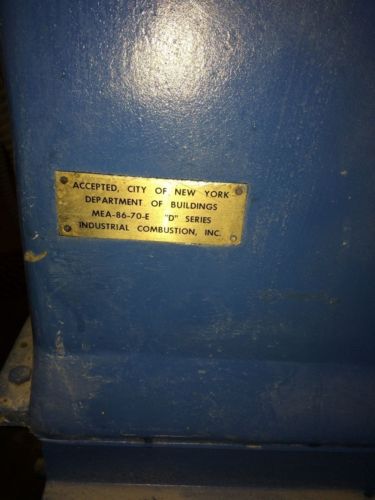 ACCEPTED, CITY OF NEW YORK
DEPARTMENT OF BUILDINGS
MEA-86-70-E "D" SERIES
INDUSTRIAL COMBUSTION, INC.